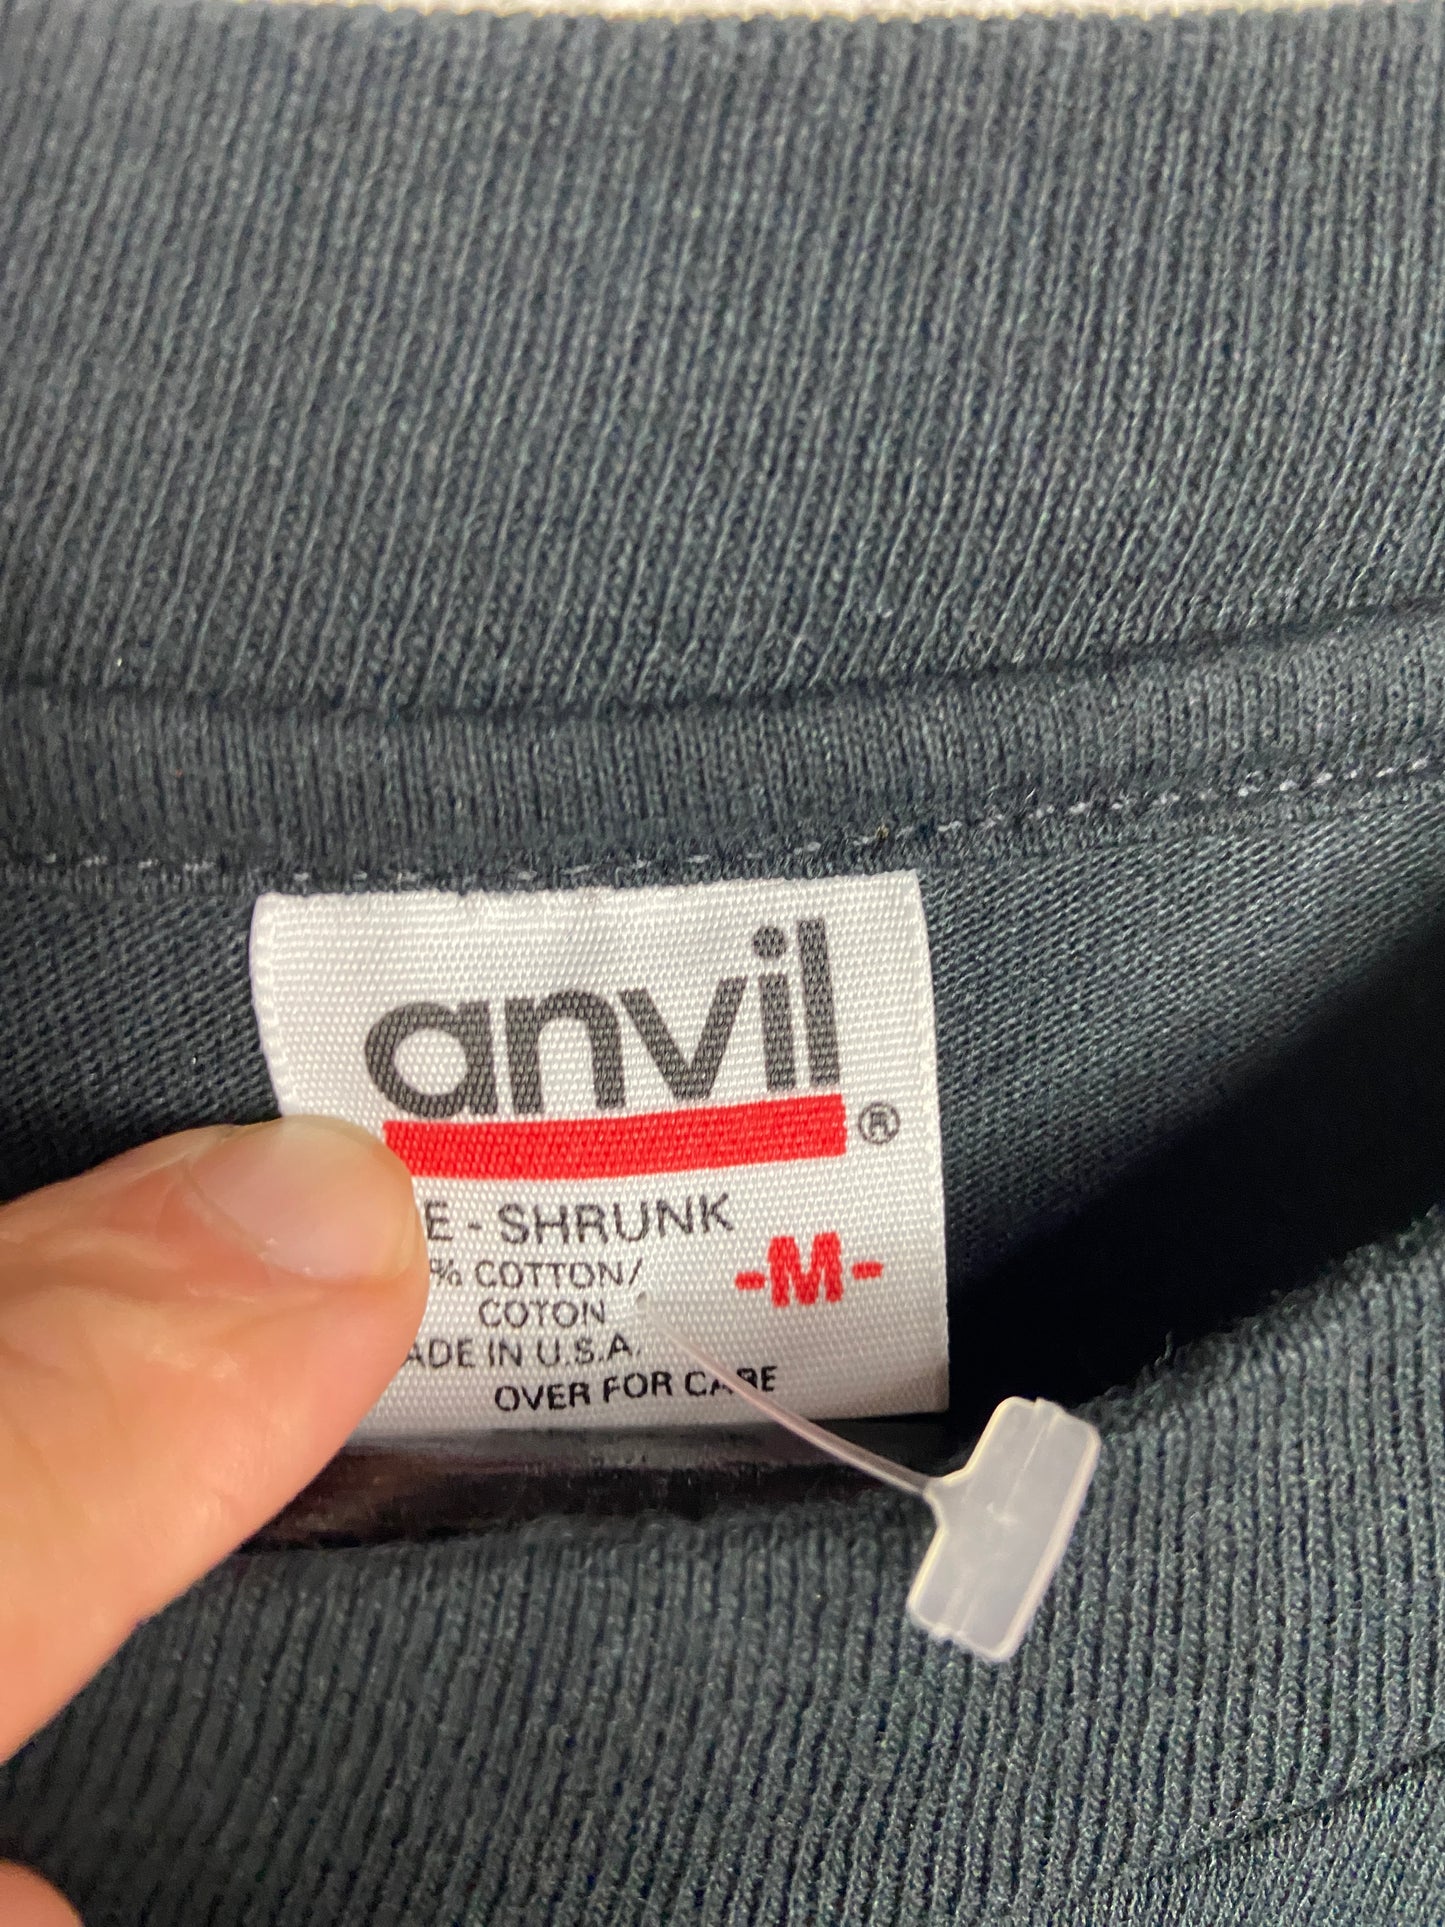 anvil
®
E - SHRUNK
% COTTON/
-M-
COTON
ADE IN U.S.A.
OVER FOR CARE